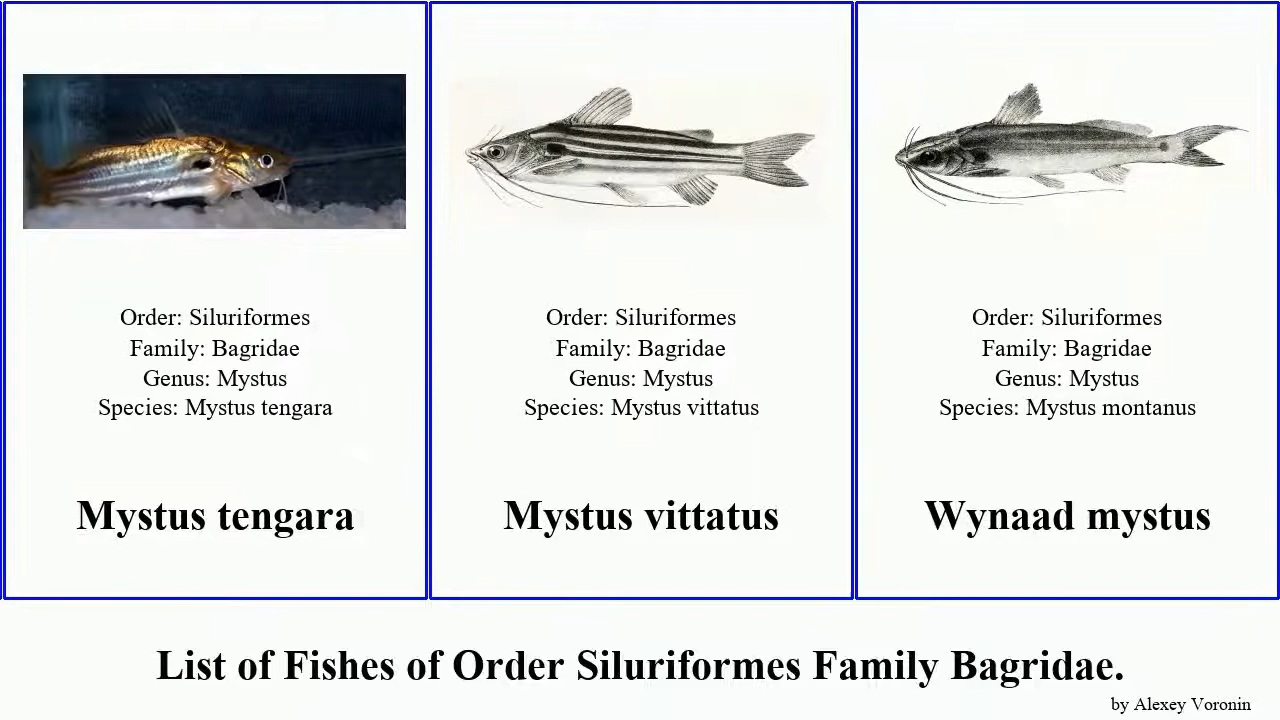 Order: Siluriformes
Family: Bagridae
Genus: Mystus
Species: Mystus tengara
Mystus tengara
Order: Siluriformes
Family: Bagridae
Genus: Mystus
Species: Mystus vittatus
Mystus vittatus
Order: Siluriformes
Family: Bagridae
Genus: Mystus
Species: Mystus montanus
Wynaad mystus
List of Fishes of Order Siluriformes Family Bagridae.
by Alexey Voronin